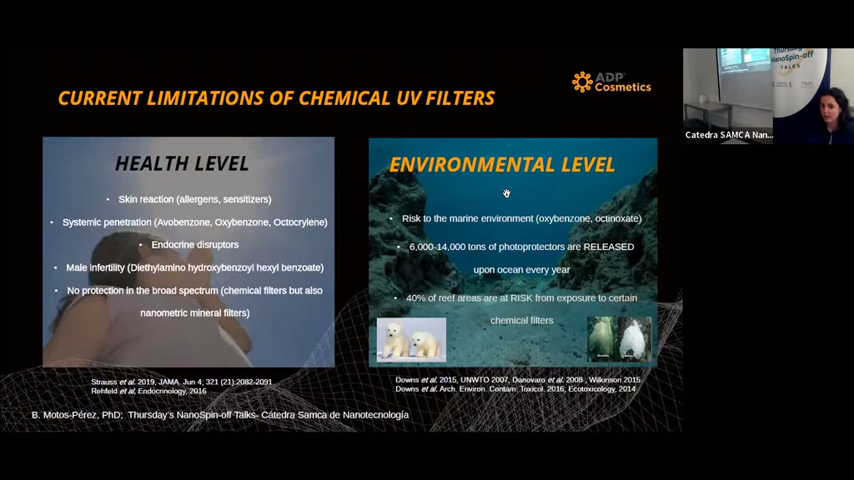 CURRENT LIMITATIONS OF CHEMICAL UV FILTERS
ADP
Cosmetics
HEALTH LEVEL
• Skin reaction (allergens, sensitizers)
• Systemic penetration (Avobenzone, Oxybenzone, Octocrylene)
• Endocrine disruptors
• Male infertility (Diethylamino hydroxybenzoyl hexyl benzoate)
• No protection in the broad spectrum (chemical filters but also
nanometric mineral filters)
ENVIRONMENTAL LEVEL
• Risk to the marine environment (oxybenzone, octinoxate)
• 6,000-14,000 tons of photoprotectors are RELEASED
upon ocean every year
• 40% of reef areas are at RISK from exposure to certain
chemical filters
Strauss et al. 2019, JAMA, Jun 4; 321 (21):2082-2091
Rehfeld et al, Endocrinology, 2016
Downs et al. 2015, UNWTO 2007, Danovaro et al. 2008 , Wilkinson 2015
Downs et al. Arch. Environ. Contam. Toxicol. 2016; Ecotoxicology, 2014
B. Motos-Pérez, PhD; Thursday's NanoSpin-off Talks- Cátedra Samca de Nanotecnología
Thursday
NanoSpin-off
TALKS
Catedra SAMCA Nan...